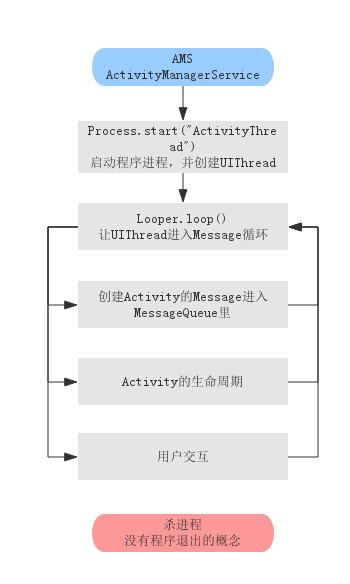 AMS
ActivityManagerService
Process.start("ActivityThre
ad")
启动程序进程，并创建UIThread
Looper.loop()
让UIThread进入Message循环
创建Activity的Message进入
MessageQueue里
Activity的生命周期
用户交互
杀进程
没有程序退出的概念